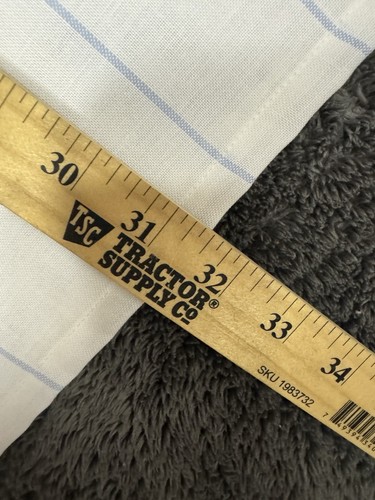 30
31
32
33
34
TSC
TRACTOR®
SUPPLY Co
SKU 1983732